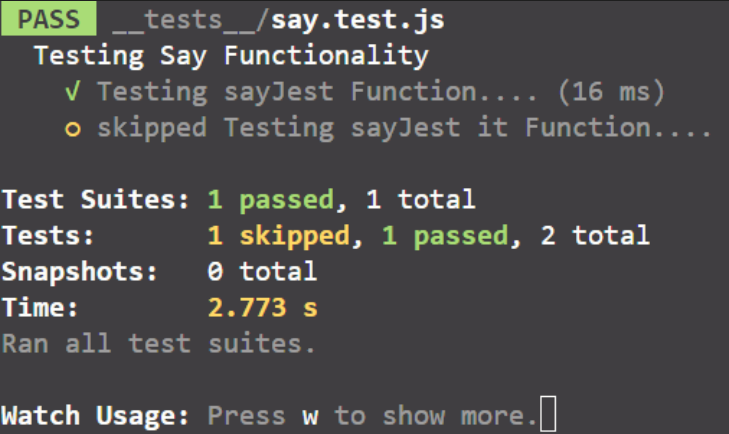 PASS __tests__/say.test.js
Testing Say Functionality
√ Testing sayJest Function.... (16 ms)
○ skipped Testing sayJest it Function....
Test Suites: 1 passed, 1 total
Tests: 1 skipped, 1 passed, 2 total
Snapshots: 0 total
Time: 2.773 s
Ran all test suites.
Watch Usage: Press w to show more.